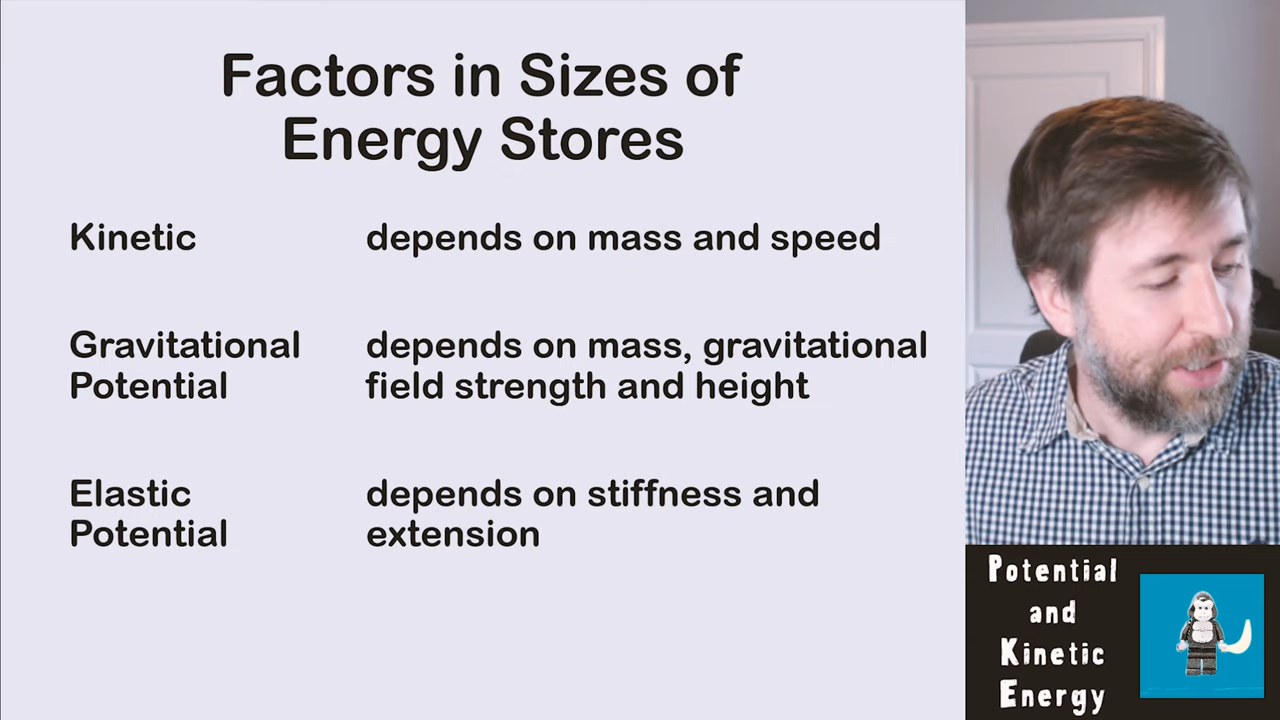 Factors in Sizes of
Energy Stores
Kinetic depends on mass and speed
Gravitational depends on mass, gravitational
Potential field strength and height
Elastic depends on stiffness and
Potential extension
Potential
and
Kinetic
Energy